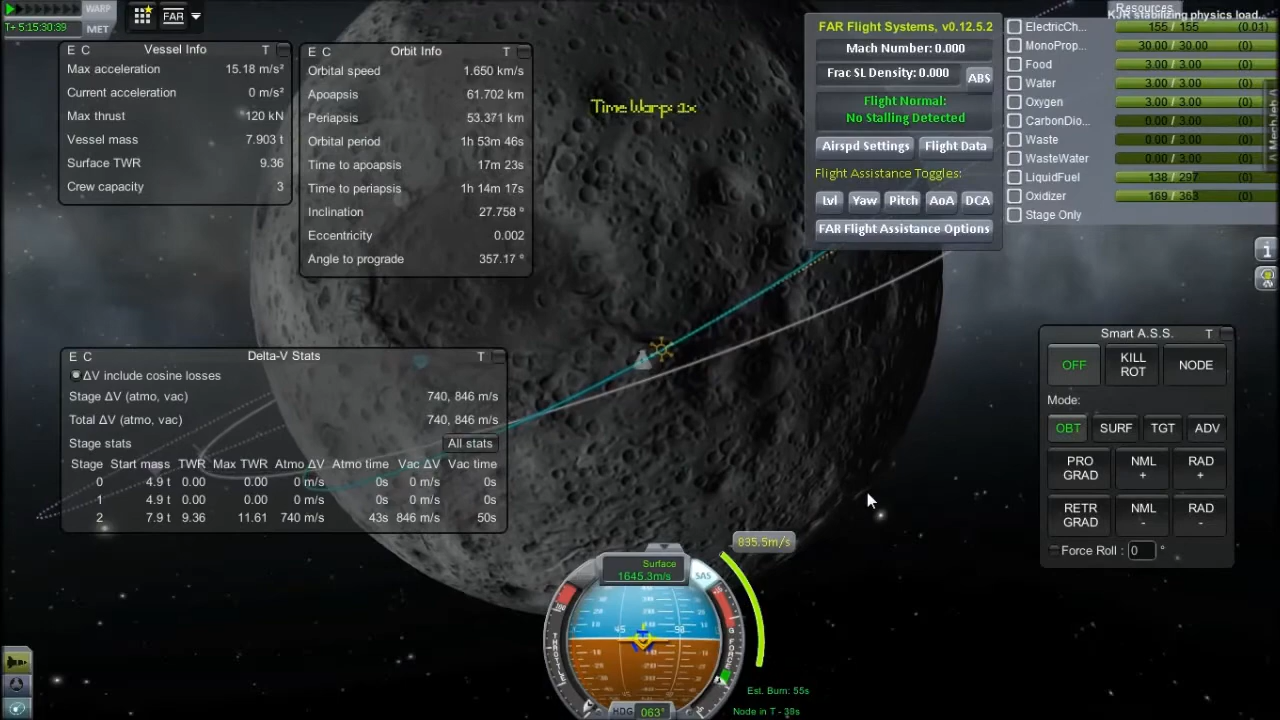 WARP
T+ 5:15:30:39
MET
FAR
Vessel Info
E C T
Max acceleration 15.18 m/s²
Current acceleration 0 m/s²
Max thrust 120 kN
Vessel mass 7.903 t
Surface TWR 9.36
Crew capacity 3
E C Orbit Info T
Orbital speed 1.650 km/s
Apoapsis 61.702 km
Periapsis 53.371 km
Orbital period 1h 53m 46s
Time to apoapsis 17m 23s
Time to periapsis 1h 14m 17s
Inclination 27.758 º
Eccentricity 0.002
Angle to prograde 357.17 º
Time Warp: 1x
FAR Flight Systems, v0.12.5.2
Mach Number: 0.000
Frac SL Density: 0.000
ABS
Flight Normal:
No Stalling Detected
Airspd Settings Flight Data
Flight Assistance Toggles:
Lvl Yaw Pitch AoA DCA
FAR Flight Assistance Options
Resources
KJR stabilizing physics load...
ElectricCh... 155 / 155 (0.01)
MonoProp... 30.00 / 30.00 (0)
Food 3.00 / 3.00 (0)
Water 3.00 / 3.00 (0)
Oxygen 3.00 / 3.00 (0)
CarbonDio... 0.00 / 3.00 (0)
Waste 0.00 / 3.00 (0)
WasteWater 0.00 / 3.00 (0)
LiquidFuel 138 / 297 (0)
Oxidizer 169 / 363 (0)
Stage Only
E C Delta-V Stats T
ΔV include cosine losses
Stage ΔV (atmo, vac) 740, 846 m/s
Total ΔV (atmo, vac) 740, 846 m/s
Stage stats All stats
Stage Start mass TWR Max TWR Atmo ΔV Atmo time Vac ΔV Vac time
0 4.9 t 0.00 0.00 0 m/s 0s 0 m/s 0s
1 4.9 t 0.00 0.00 0 m/s 0s 0 m/s 0s
2 7.9 t 9.36 11.61 740 m/s 43s 846 m/s 50s
Smart A.S.S. T
OFF KILL ROT NODE
Mode:
OBT SURF TGT ADV
PRO GRAD NML + RAD +
RETR GRAD NML - RAD -
Force Roll : 0 °
835.5m/s
Surface
1645.3m/s
SAS
45 90
HDG 063°
Est. Burn: 55s
Node in T - 38s